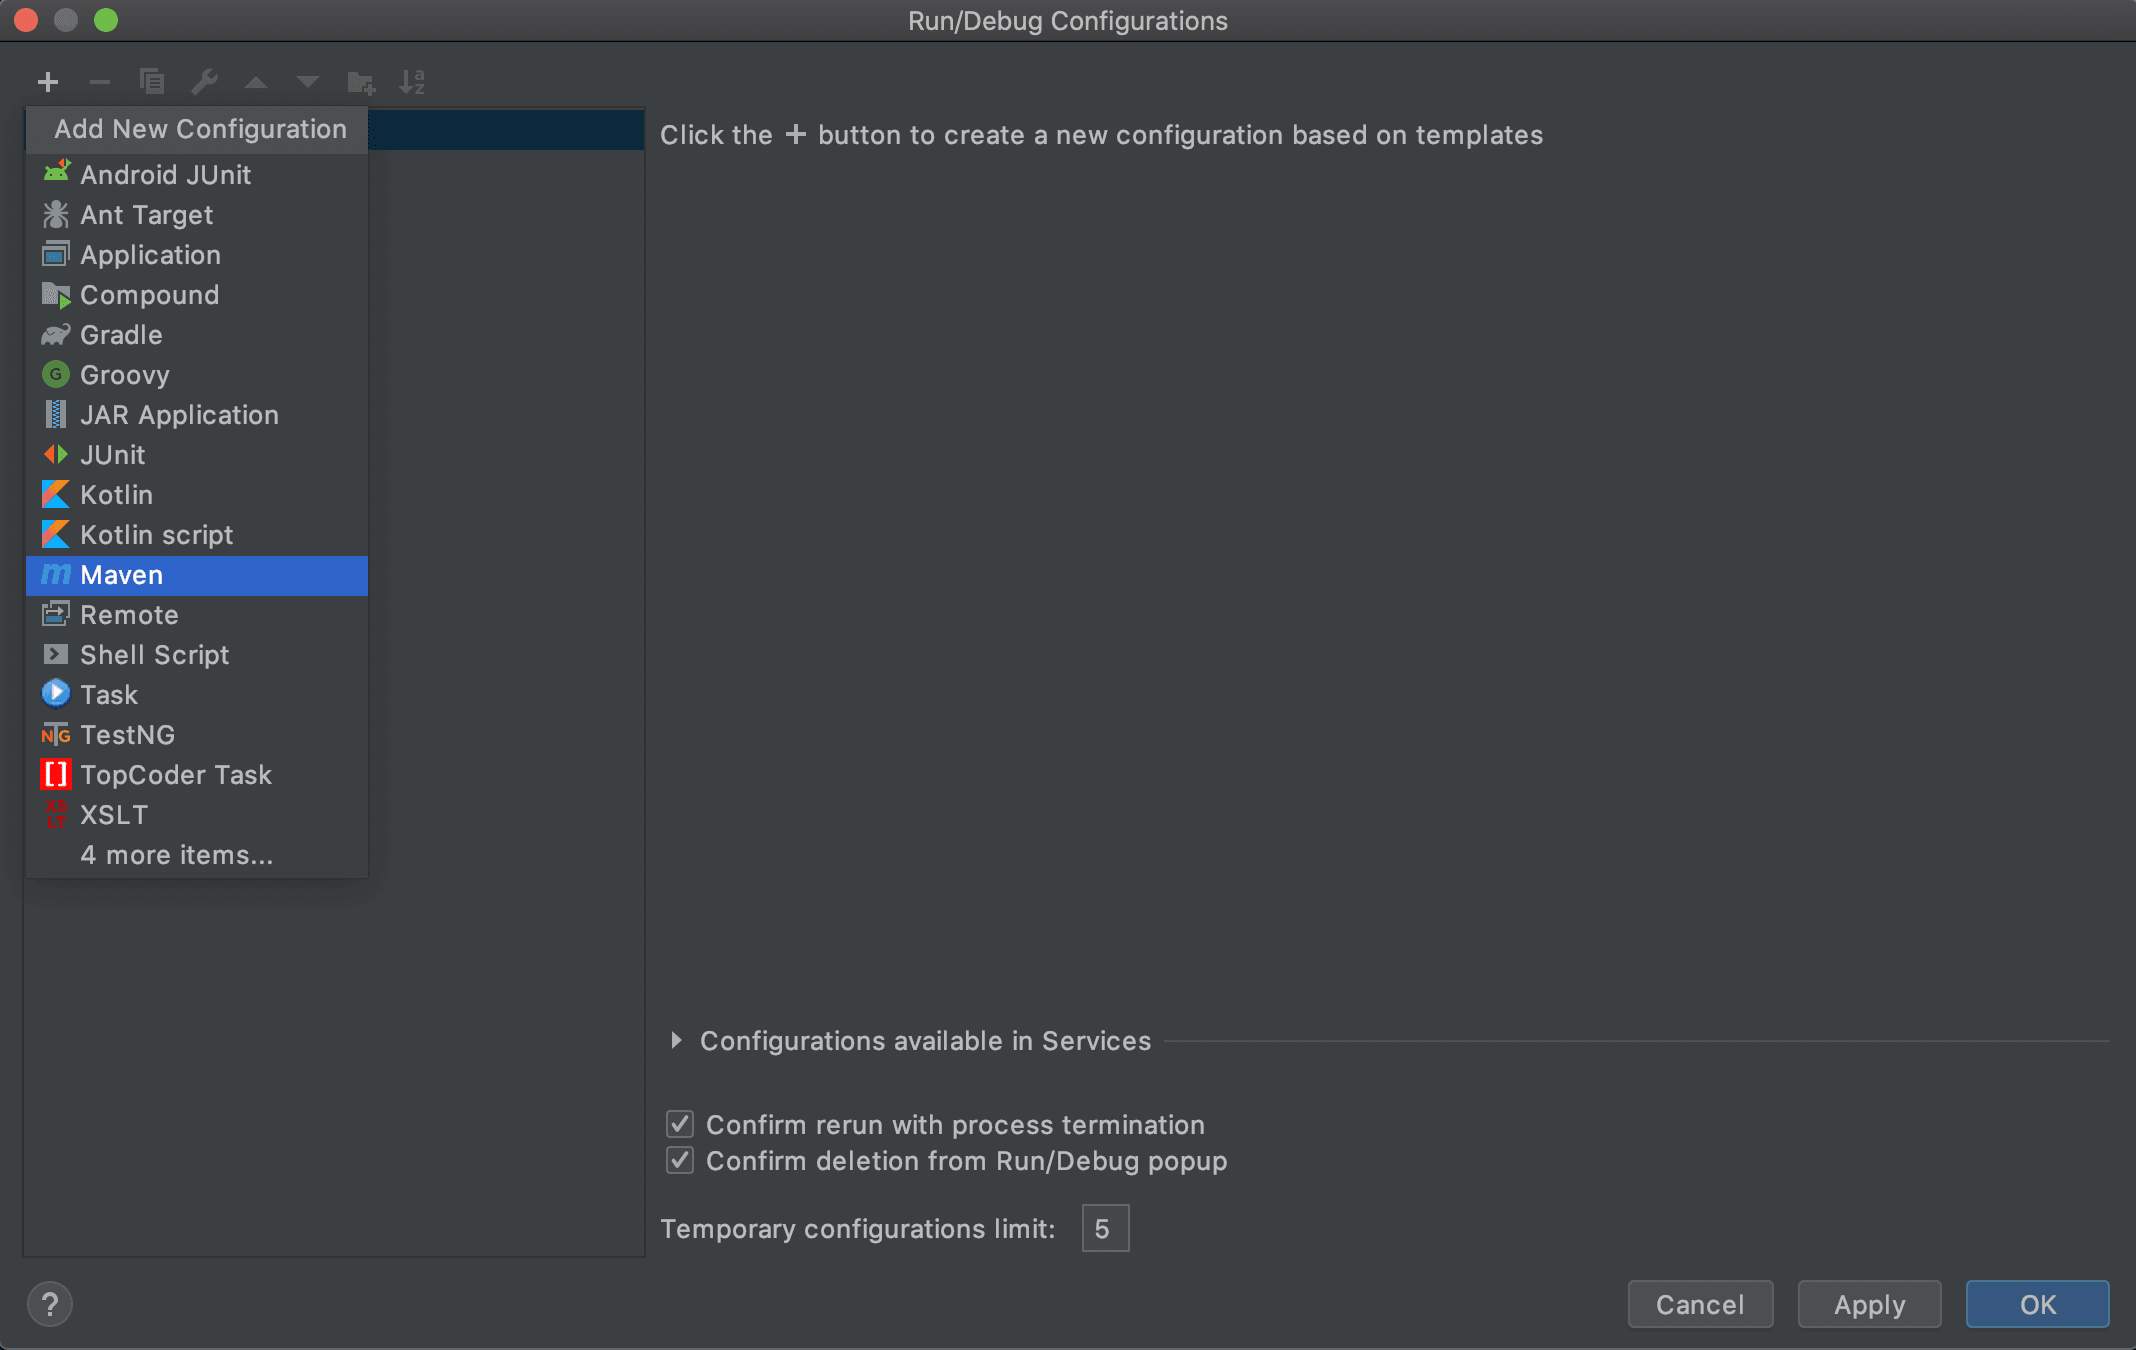 Run/Debug Configurations
Add New Configuration
Click the + button to create a new configuration based on templates
Android JUnit
Ant Target
Application
Compound
Gradle
G Groovy
JAR Application
JUnit
Kotlin
Kotlin script
m Maven
Remote
Shell Script
Task
NTG TestNG
[] TopCoder Task
XSLT XSLT
4 more items...
Configurations available in Services
Confirm rerun with process termination
Confirm deletion from Run/Debug popup
Temporary configurations limit: 5
? Cancel Apply OK